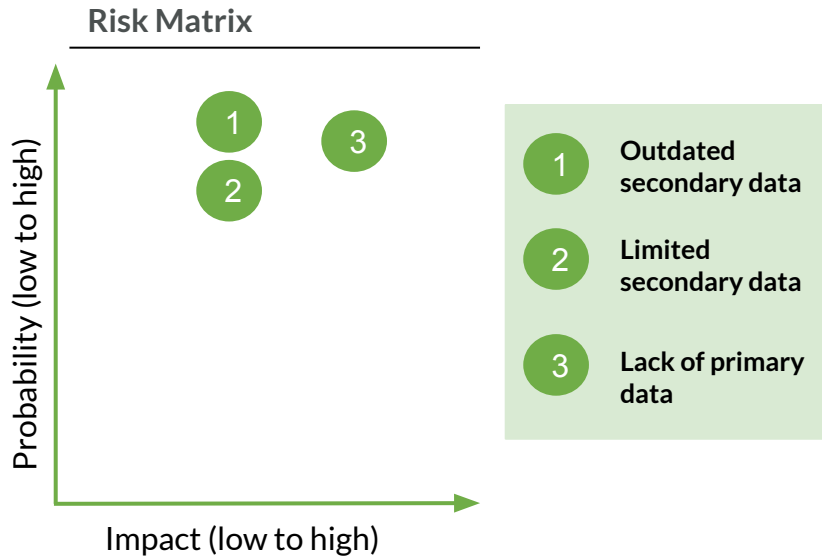 Risk Matrix
Probability (low to high)
1
3
2
Impact (low to high)
1
Outdated
secondary data
2
Limited
secondary data
3
Lack of primary
data